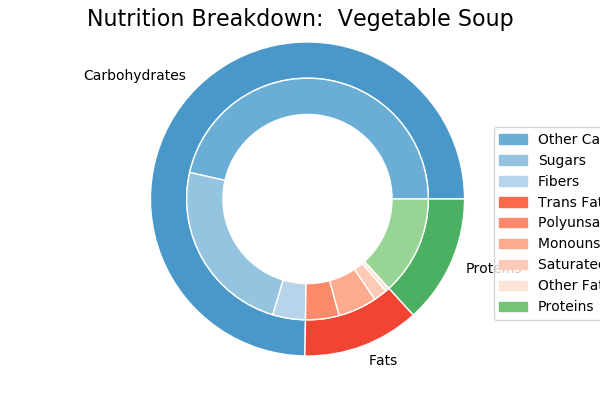 Nutrition Breakdown:  Vegetable Soup
Carbohydrates
Proteins
Fats
Other Ca
Sugars
Fibers
Trans Fat
Polyunsa
Monouns
Saturated
Other Fat
Proteins